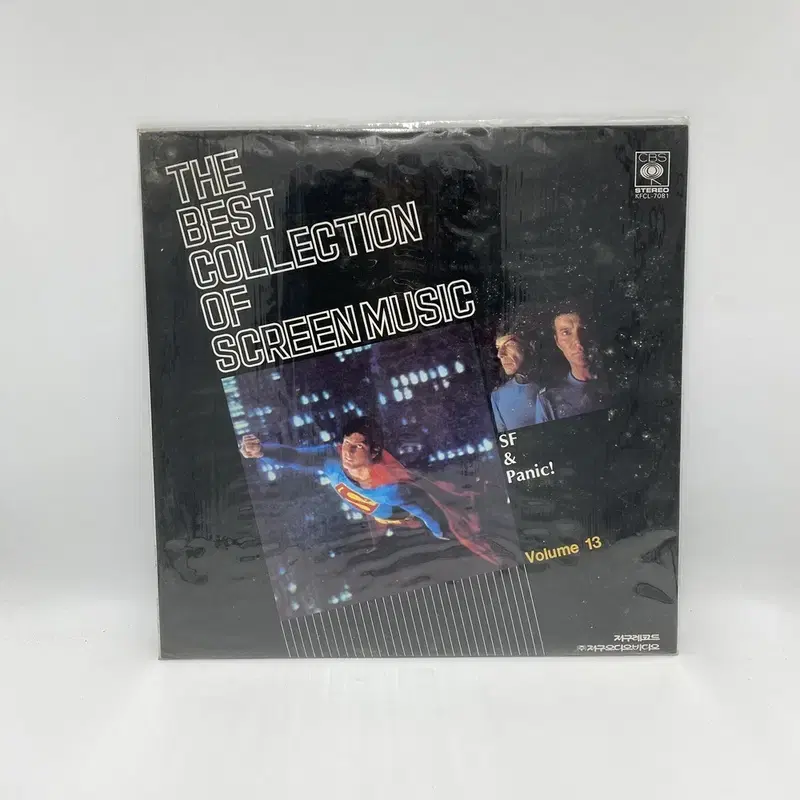 THE
BEST
COLLECTION
OF
SCREEN MUSIC
CBS
STEREO
KFCL-7081
SF
&
Panic!
Volume 13
지구레코드
㈜지구오디오비디오